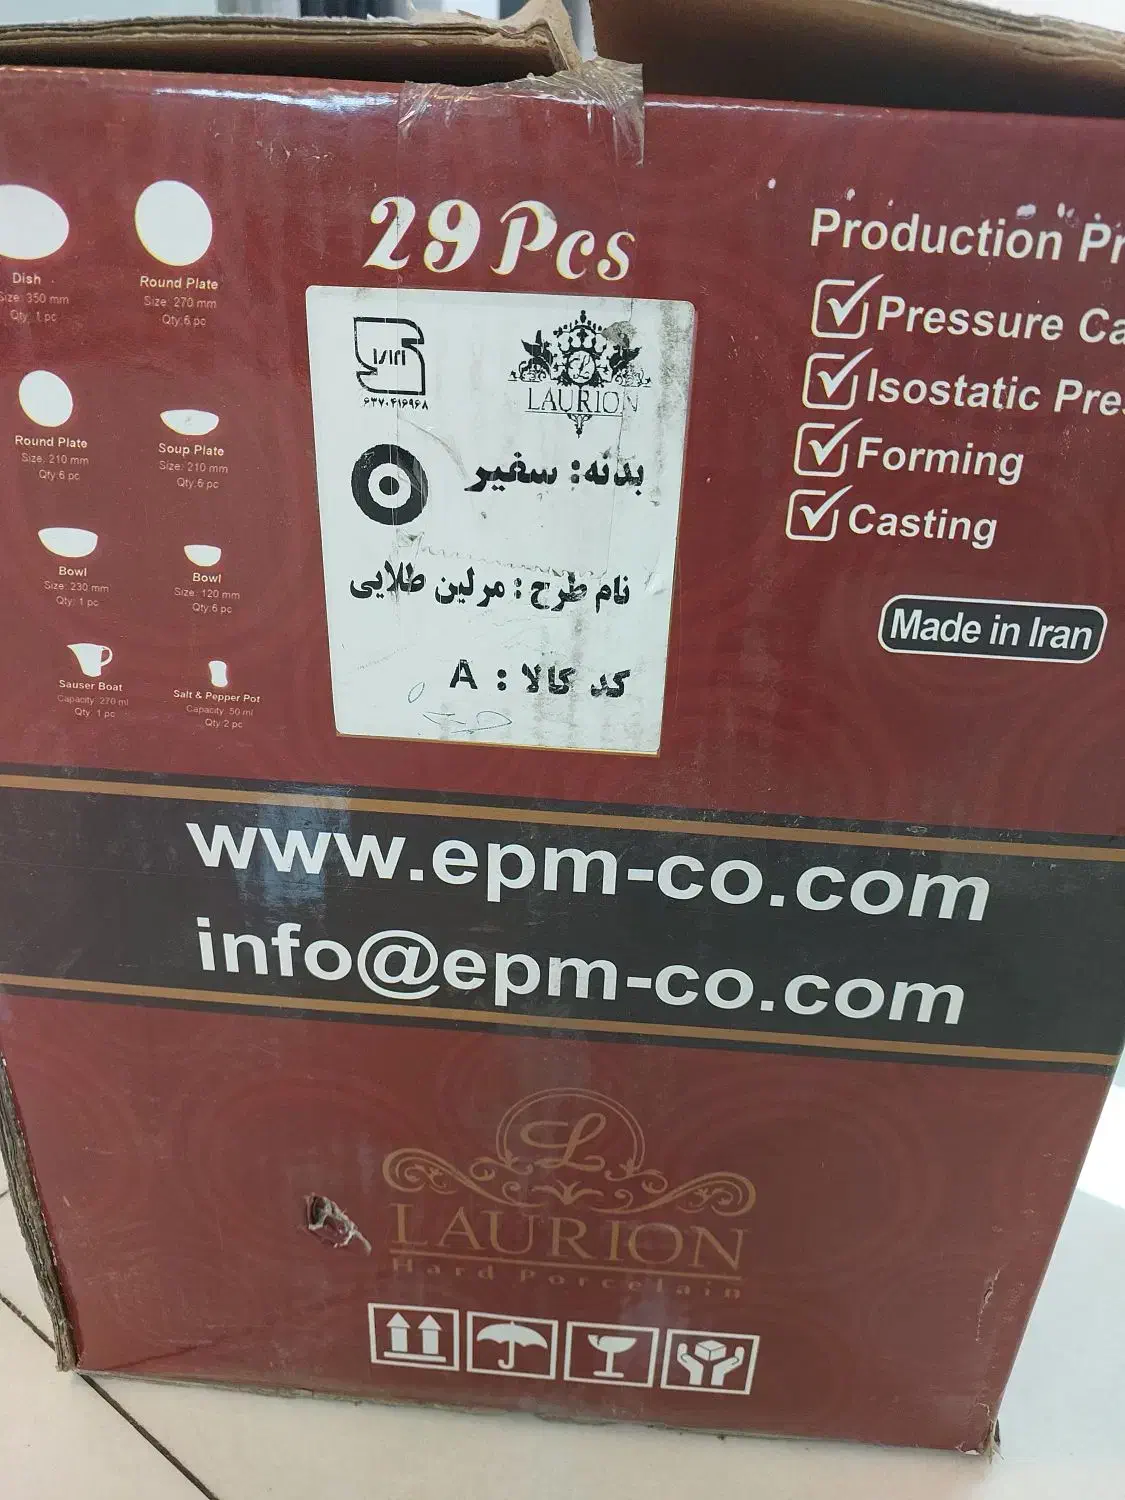 29 Pcs
Dish
Size: 350 mm
Qty: 1 pc
Round Plate
Size: 270 mm
Qty: 6 pc
Round Plate
Size: 210 mm
Qty: 6 pc
Soup Plate
Size: 210 mm
Qty: 6 pc
Bowl
Size: 230 mm
Qty: 1 pc
Bowl
Size: 120 mm
Qty: 6 pc
Sauser Boat
Capacity: 270 ml
Qty: 1 pc
Salt & Pepper Pot
Capacity: 50 ml
Qty: 2 pc
۶۳۷۰۴۱۶۹۶۸
LAURION
بدنه: سفیر
نام طرح : مرلین طلایی
کد کالا : A
Production
Pressure
Isostatic
Forming
Casting
Made in Iran
www.epm-co.com
info@epm-co.com
L
LAURION
Hard Porcelain